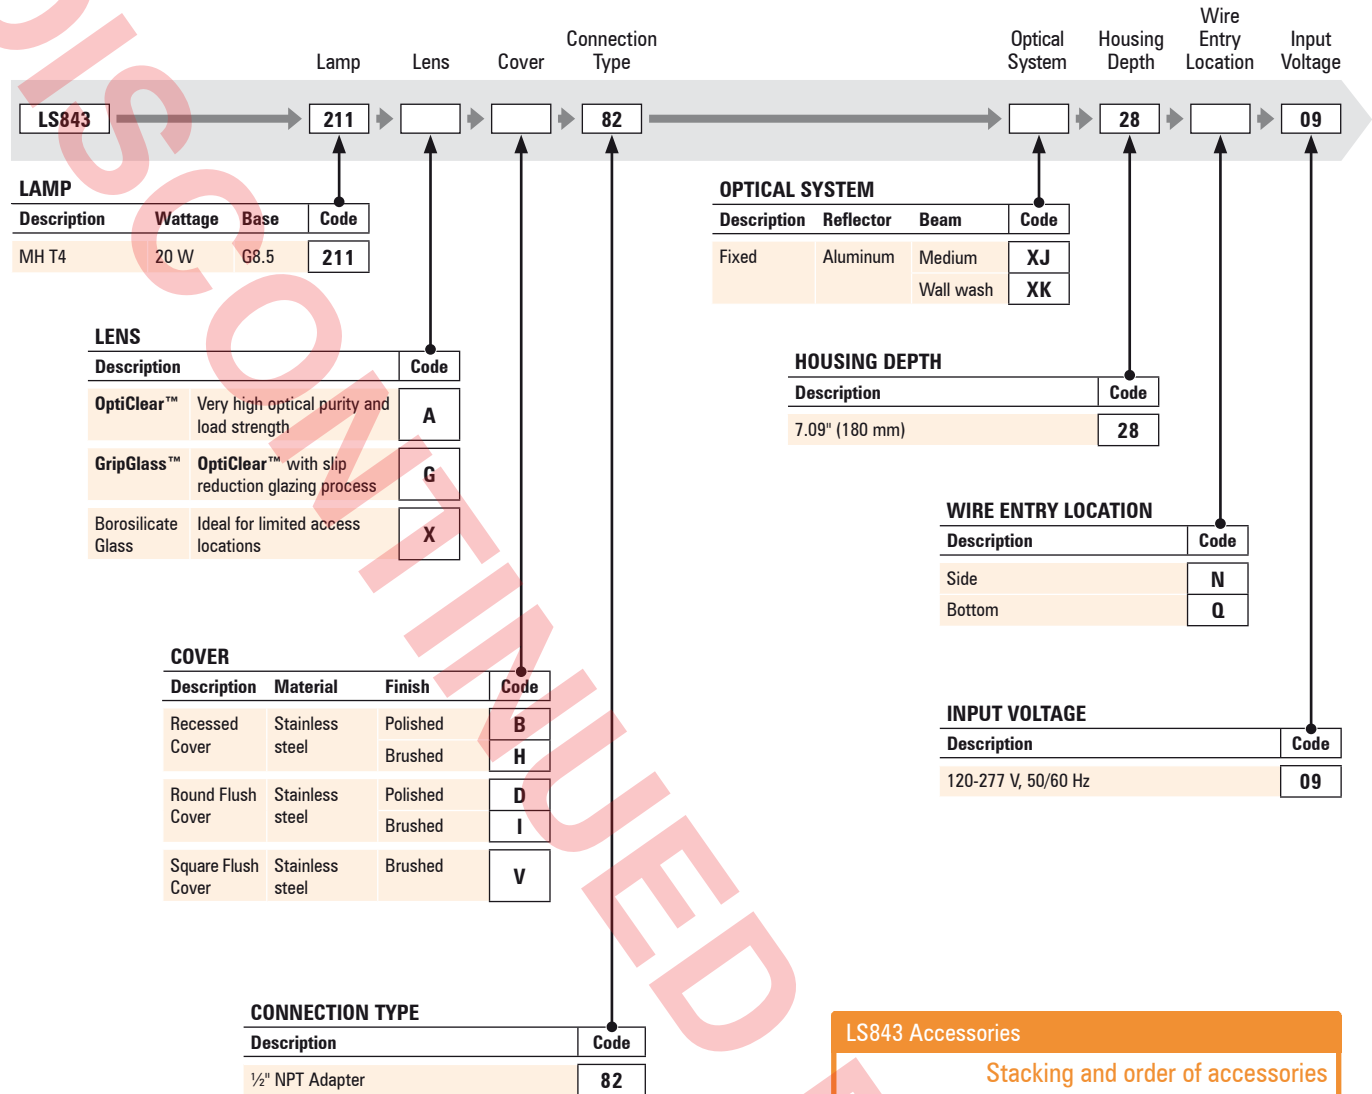 Lamp
Lens
Cover
Connection
Type
Optical
System
Housing
Depth
Wire
Entry
Location
Input
Voltage
LS843
211
82
28
09
LAMP
Description Wattage Base Code
MH T4 20 W G8.5 211
OPTICAL SYSTEM
Description Reflector Beam Code
Fixed Aluminum Medium XJ
Wall wash XK
LENS
Description Code
OptiClear™ Very high optical purity and
load strength A
GripGlass™ OptiClear™ with slip
reduction glazing process G
Borosilicate Ideal for limited access
Glass locations X
HOUSING DEPTH
Description Code
7.09" (180 mm) 28
WIRE ENTRY LOCATION
Description Code
Side N
Bottom Q
COVER
Description Material Finish Code
Recessed Stainless Polished B
Cover steel Brushed H
Round Flush Stainless Polished D
Cover steel Brushed I
Square Flush Stainless Brushed V
Cover steel
INPUT VOLTAGE
Description Code
120-277 V, 50/60 Hz 09
CONNECTION TYPE
Description Code
½" NPT Adapter 82
LS843 Accessories
Stacking and order of accessories
DISCONTINUED